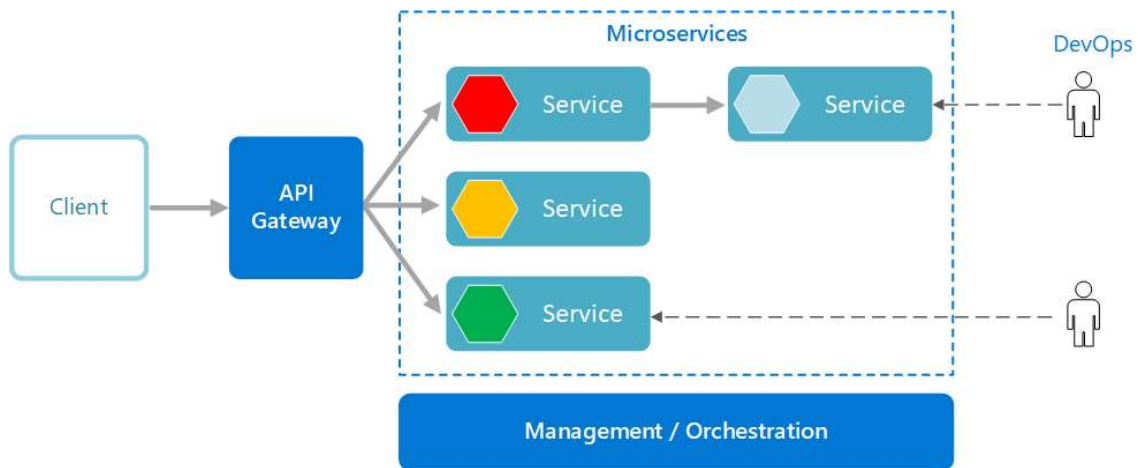 Microservices
DevOps
Service
Service
Client
API
Gateway
Service
Service
Management / Orchestration